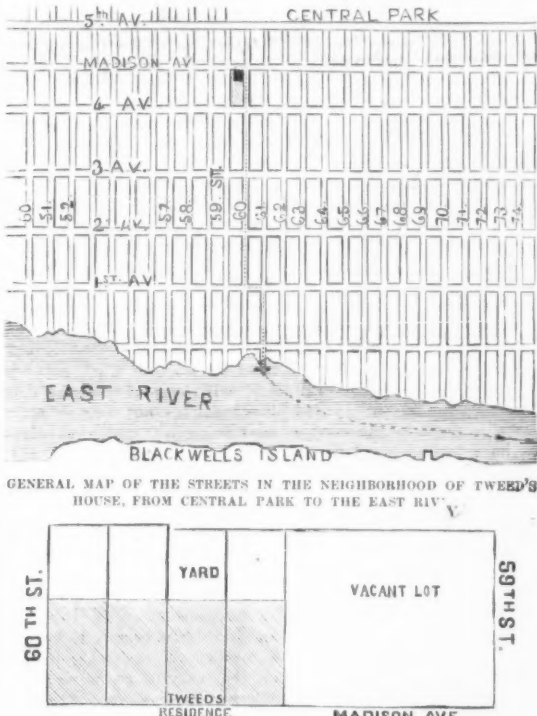 5th AV.
CENTRAL PARK
MADISON AV
4 AV
3 AV.
50 51 52 57 58 59 ST. 60 61 62 63 64 65 66 67 68 69 70 71 72 73 74
2d AV.
1ST AV
EAST RIVER
BLACKWELLS ISLAND
GENERAL MAP OF THE STREETS IN THE NEIGHBORHOOD OF TWEED'S
HOUSE, FROM CENTRAL PARK TO THE EAST RIV
60TH ST.
YARD
VACANT LOT
59TH ST.
TWEEDS
RESIDENCE
MADISON AVE